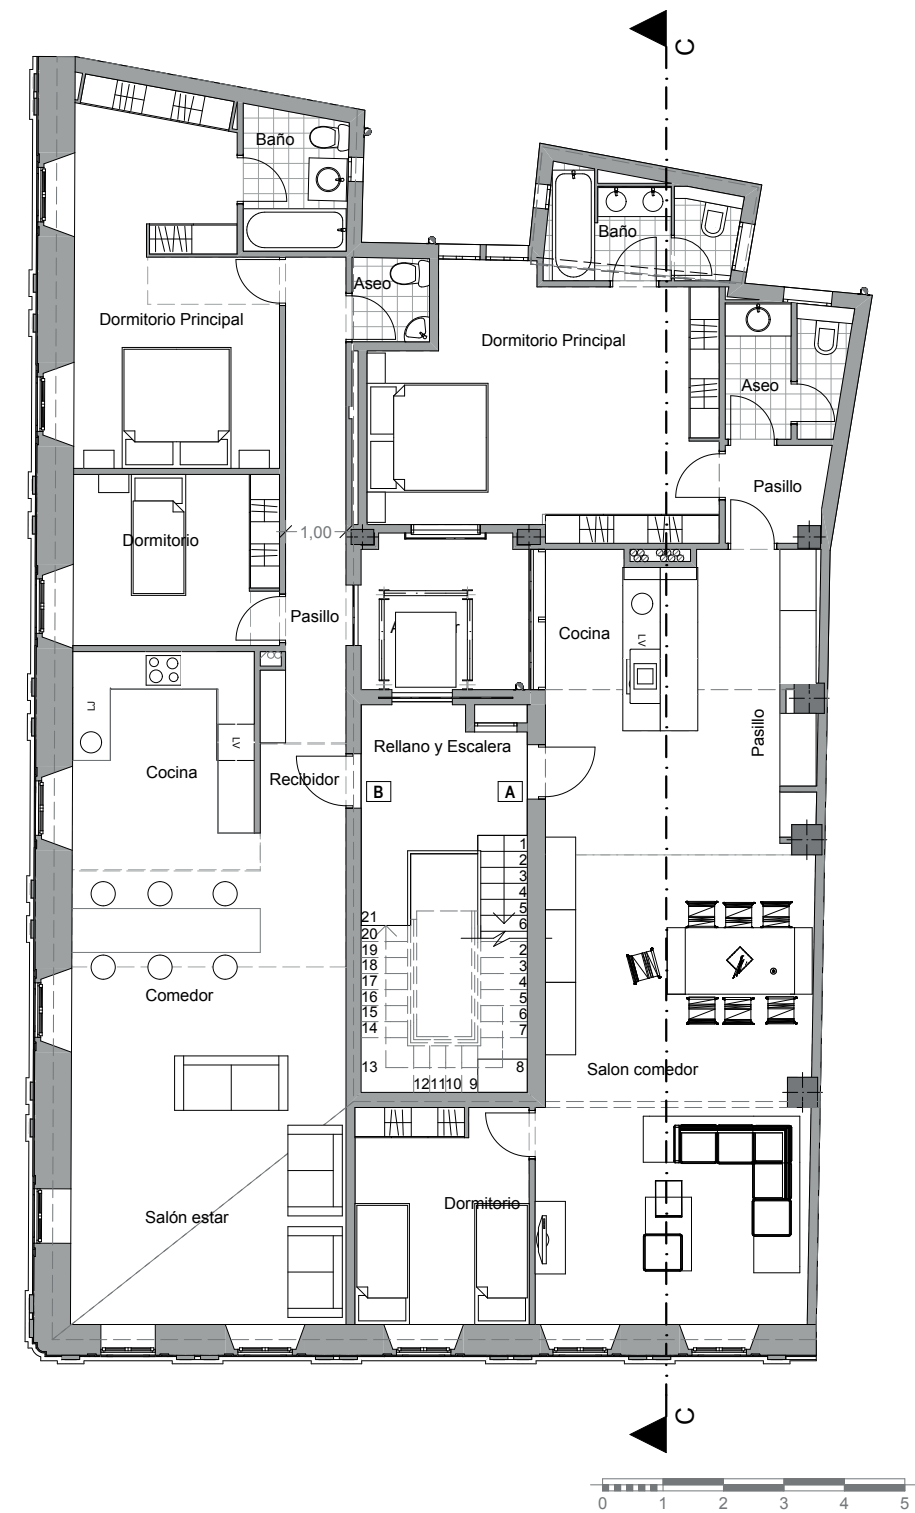 C
Baño
Baño
Aseo
Dormitorio Principal
Dormitorio Principal
Aseo
Pasillo
Dormitorio
1,00
Pasillo
Cocina
LV
Pasillo
Rellano y Escalera
LV
Cocina
Recibidor
B
A
1
2
3
4
5
6
21
20
19
18
17
16
15
14
13
2
3
4
5
6
7
8
12
11
10
9
Comedor
Salon comedor
Salón estar
Dormitorio
C
0
1
2
3
4
5